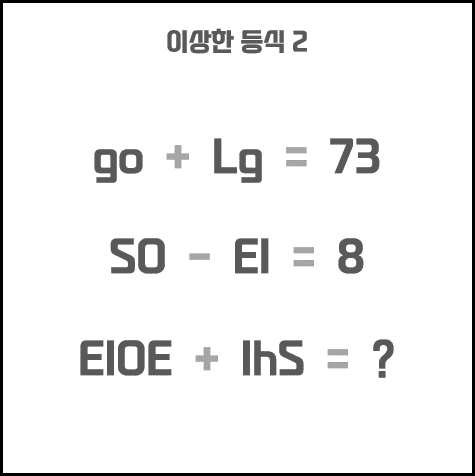 이상한 등식 2
go + Lg = 73
SO - EI = 8
EIOE + IhS = ?